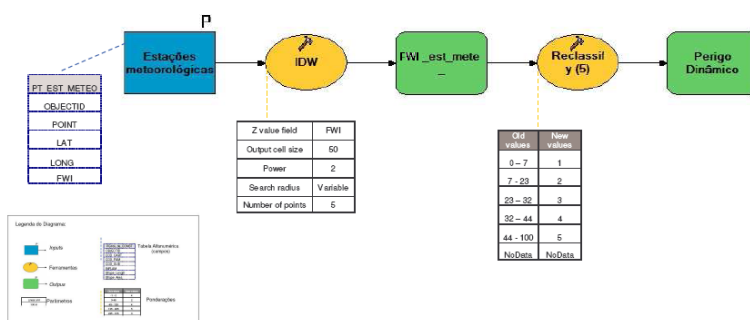 P
Estações
meteorológicas
IDW
FWI_est_mete
_
Reclassif
y (5)
Perigo
Dinâmico
PT_EST_METEO
OBJECTID
POINT
LAT
LONG
FWI
Z value field FWI
Output cell size 50
Power 2
Search radius Variable
Number of points 6
Old values New values
0 – 7 1
7 - 23 2
23 – 32 3
32 – 44 4
44 - 100 5
NoData NoData
Legenda do Diagrama:
Inputs
Ferramentas
Output
Parâmetros
Tabela Alfanumérica
(campos)
Ponderações